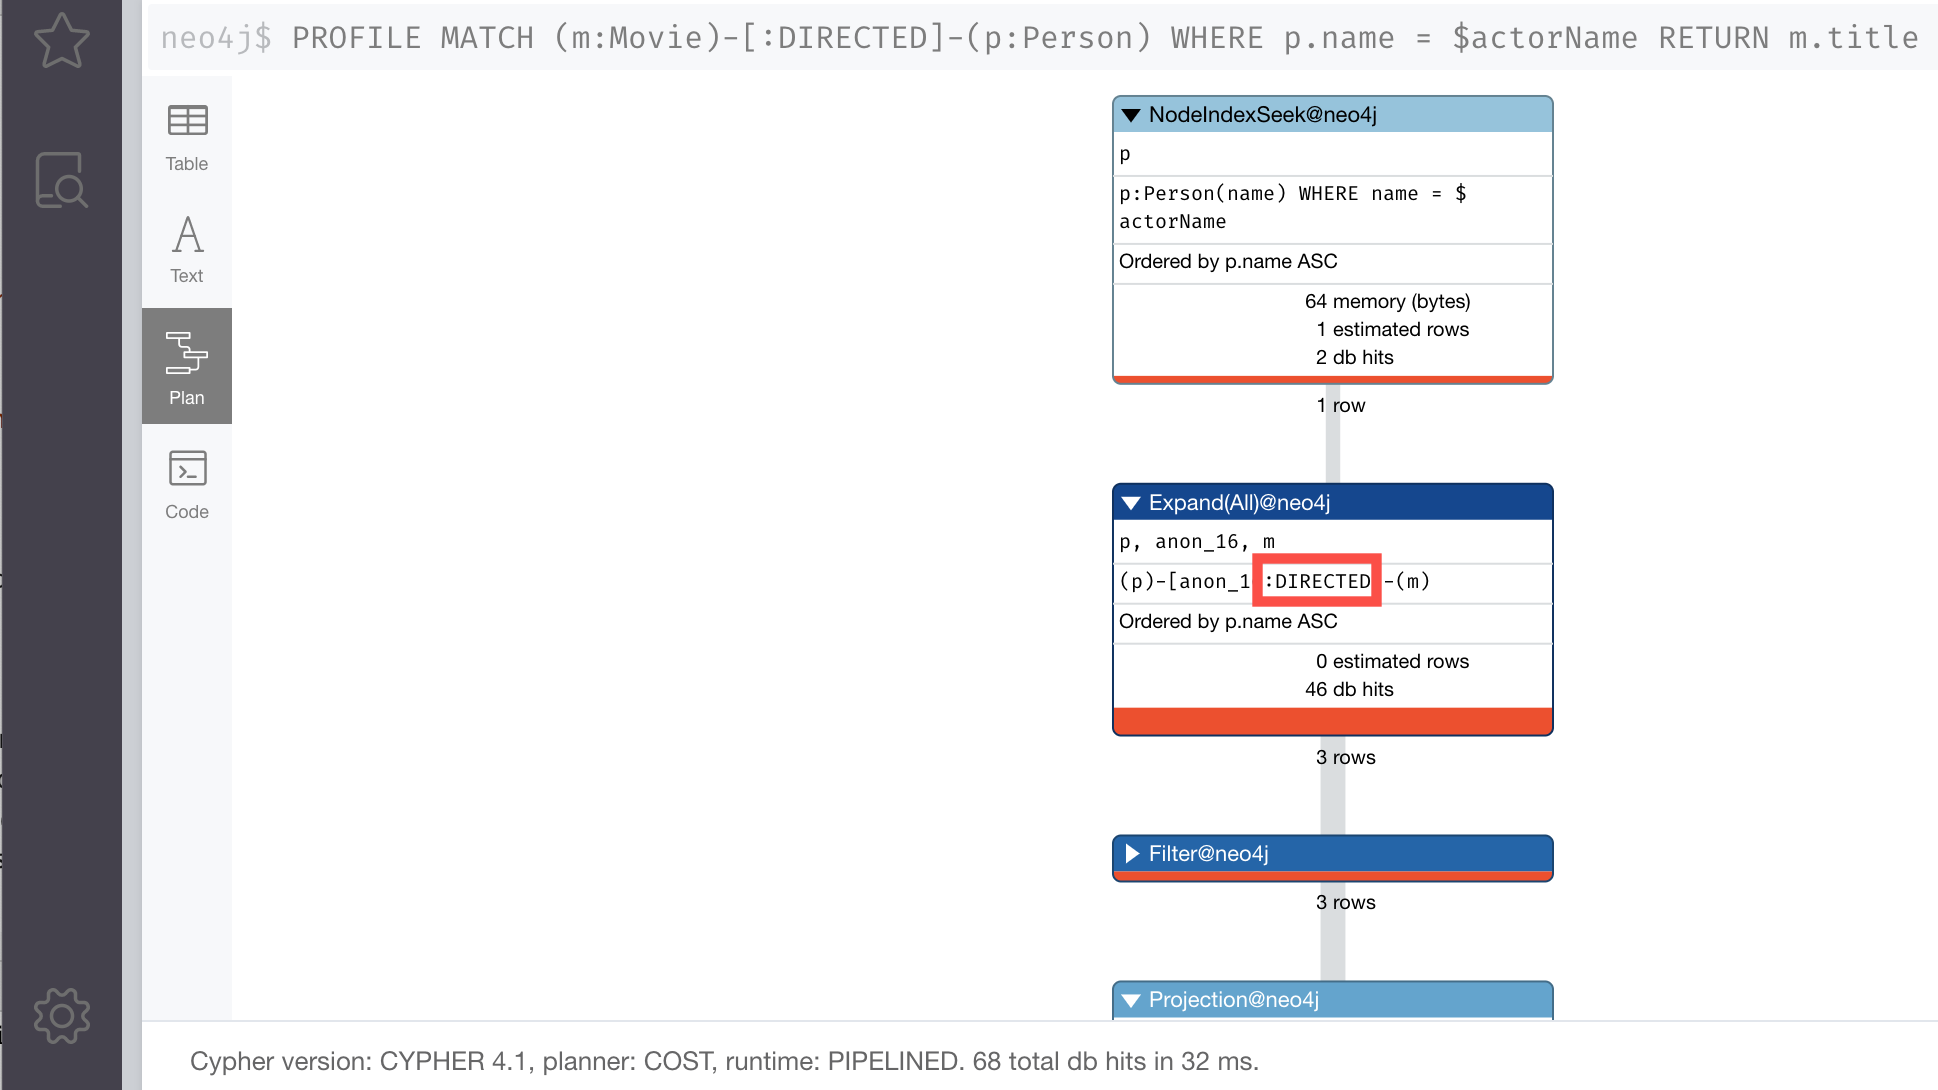 neo4j$ PROFILE MATCH (m:Movie)-[:DIRECTED]-(p:Person) WHERE p.name = $actorName RETURN m.title
Table
Text
Plan
Code
NodeIndexSeek@neo4j
p
p:Person(name) WHERE name = $
actorName
Ordered by p.name ASC
64 memory (bytes)
1 estimated rows
2 db hits
1 row
Expand(All)@neo4j
p, anon_16, m
(p)-[anon_1 :DIRECTED -(m)
Ordered by p.name ASC
0 estimated rows
46 db hits
3 rows
Filter@neo4j
3 rows
Projection@neo4j
Cypher version: CYPHER 4.1, planner: COST, runtime: PIPELINED. 68 total db hits in 32 ms.